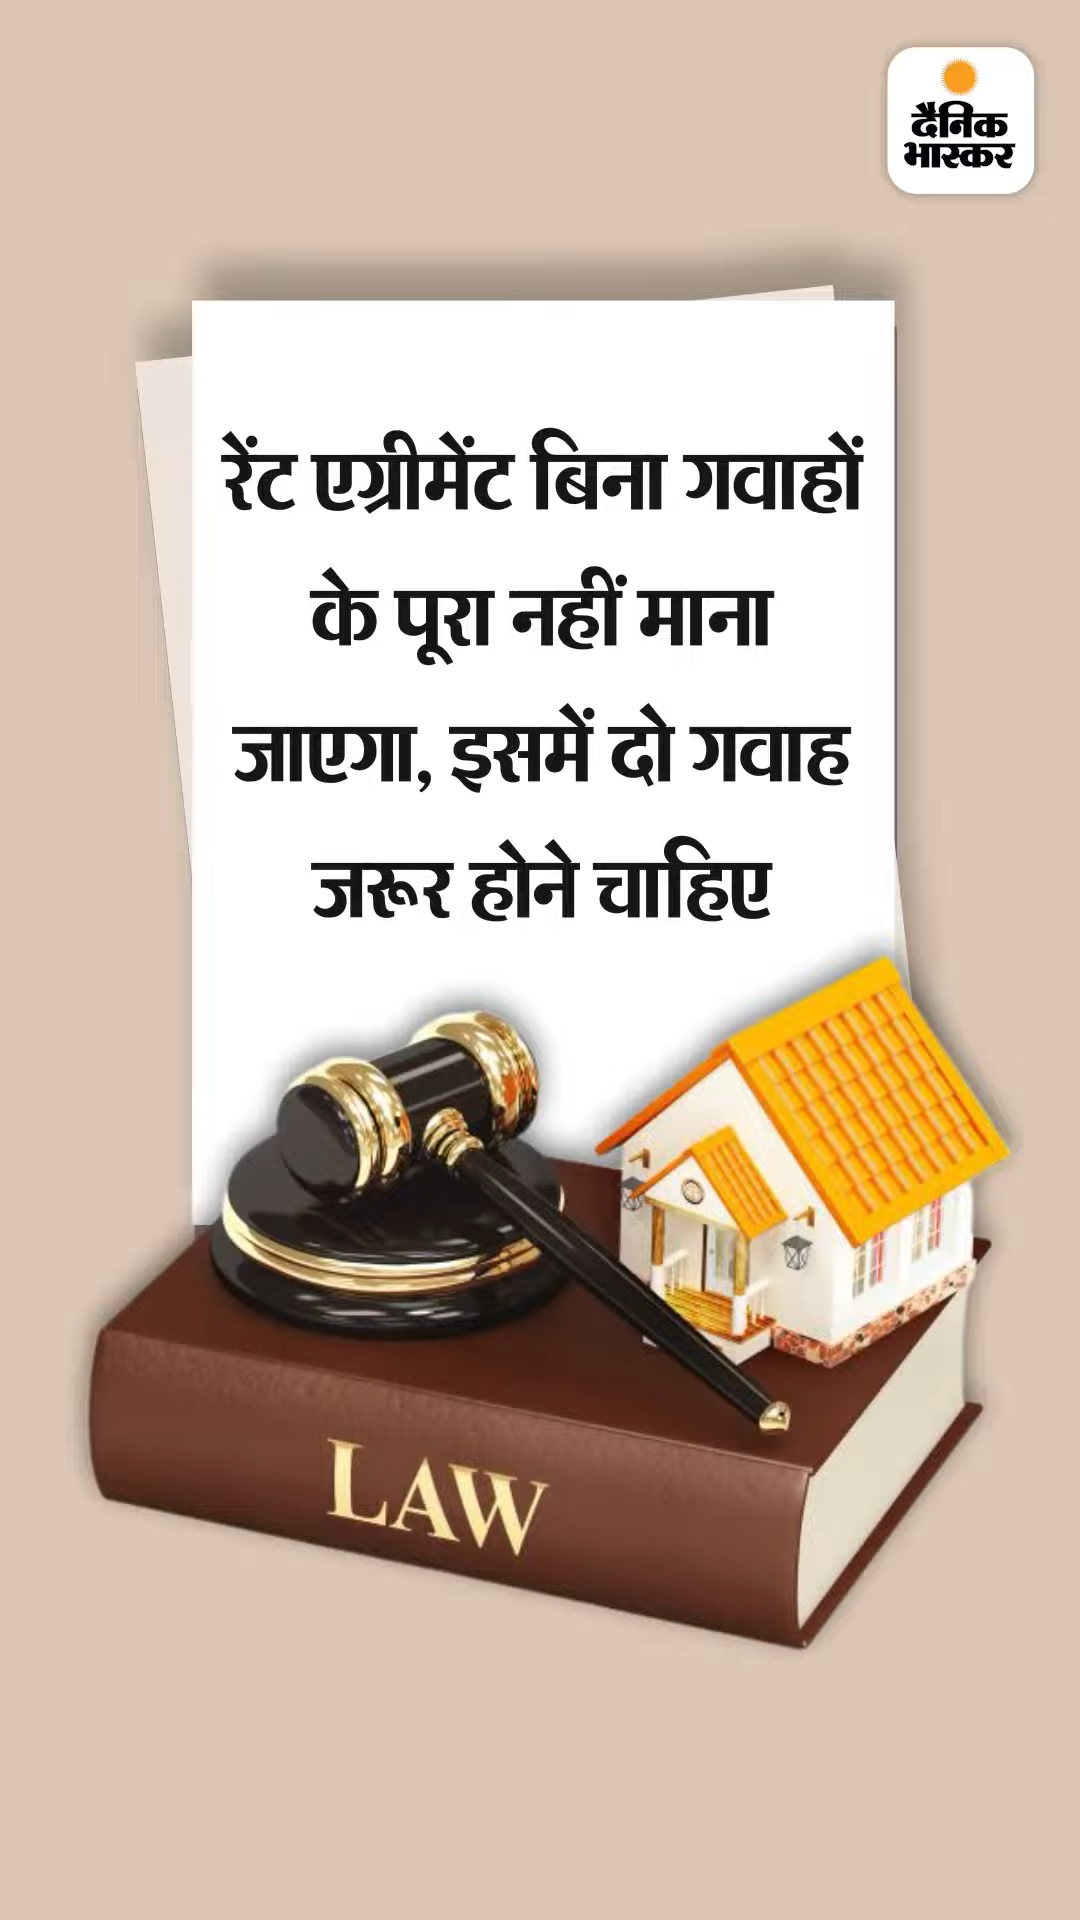 दैनिक
भास्कर
रेंट एग्रीमेंट बिना गवाहों
के पूरा नहीं माना
जाएगा, इसमें दो गवाह
जरूर होने चाहिए
LAW